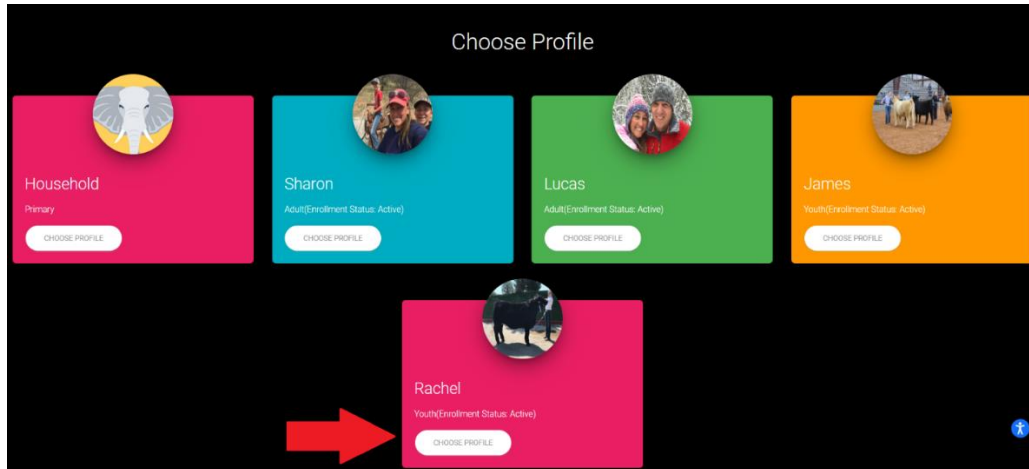 Choose Profile
Household
Primary
CHOOSE PROFILE
Sharon
Adult(Enrollment Status: Active)
CHOOSE PROFILE
Lucas
Adult(Enrollment Status: Active)
CHOOSE PROFILE
James
Youth(Enrollment Status: Active)
CHOOSE PROFILE
Rachel
Youth(Enrollment Status: Active)
CHOOSE PROFILE